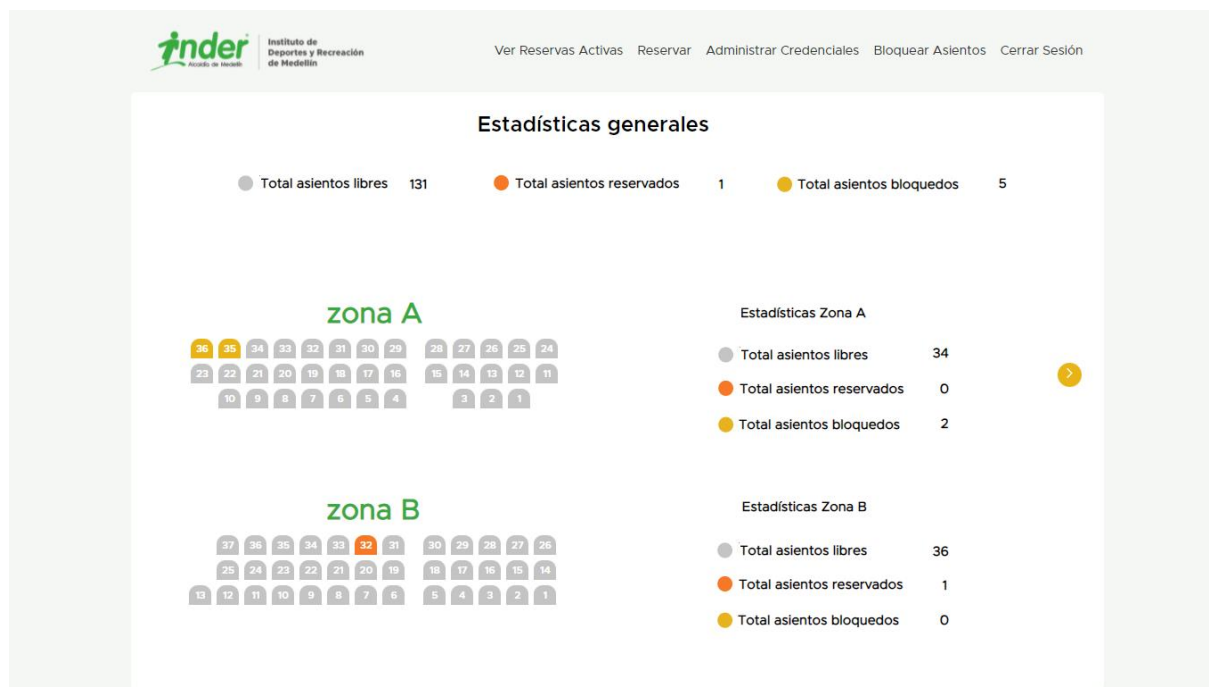 inder
Alcaldía de Medellín
Instituto de
Deportes y Recreación
de Medellín
Ver Reservas Activas Reservar Administrar Credenciales Bloquear Asientos Cerrar Sesión
Estadísticas generales
Total asientos libres 131 Total asientos reservados 1 Total asientos bloquedos 5
zona A
36 35 34 33 32 31 30 29 28 27 26 25 24
23 22 21 20 19 18 17 16 15 14 13 12 11
10 9 8 7 6 5 4 3 2 1
Estadísticas Zona A
Total asientos libres 34
Total asientos reservados 0
Total asientos bloquedos 2
zona B
37 36 35 34 33 32 31 30 29 28 27 26
25 24 23 22 21 20 19 18 17 16 15 14
13 12 11 10 9 8 7 6 5 4 3 2 1
Estadísticas Zona B
Total asientos libres 36
Total asientos reservados 1
Total asientos bloquedos 0